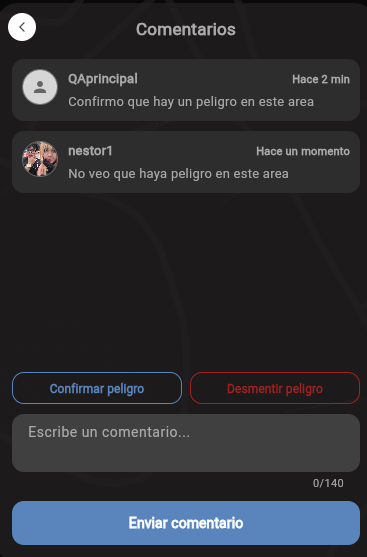 Comentarios
QAprincipal Hace 2 min
Confirmo que hay un peligro en este area
nestor1 Hace un momento
No veo que haya peligro en este area
Confirmar peligro Desmentir peligro
Escribe un comentario...
0/140
Enviar comentario